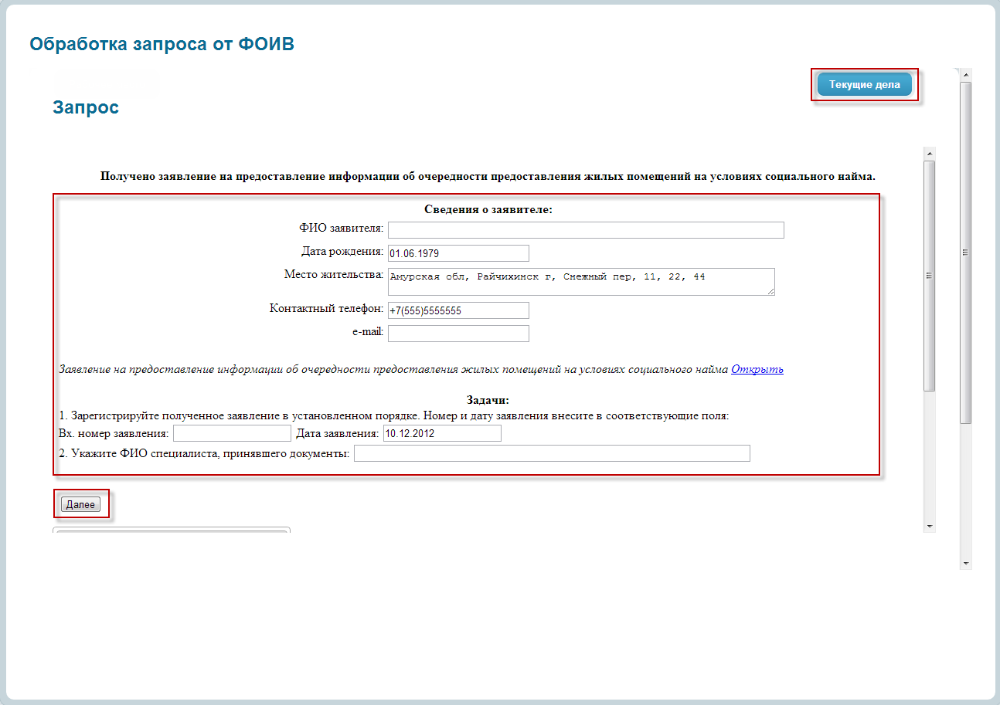 Обработка запроса от ФОИВ
Текущие дела
Запрос
Получено заявление на предоставление информации об очередности предоставления жилых помещений на условиях социального найма.
Сведения о заявителе:
ФИО заявителя:
Дата рождения: 01.06.1979
Место жительства: Амурская обл, Райчихинск г, Снежный пер, 11, 22, 44
Контактный телефон: +7(555)5555555
e-mail:
Заявление на предоставление информации об очередности предоставления жилых помещений на условиях социального найма Открыть
Задачи:
1. Зарегистрируйте полученное заявление в установленном порядке. Номер и дату заявления внесите в соответствующие поля:
Вх. номер заявления: Дата заявления: 10.12.2012
2. Укажите ФИО специалиста, принявшего документы:
Далее